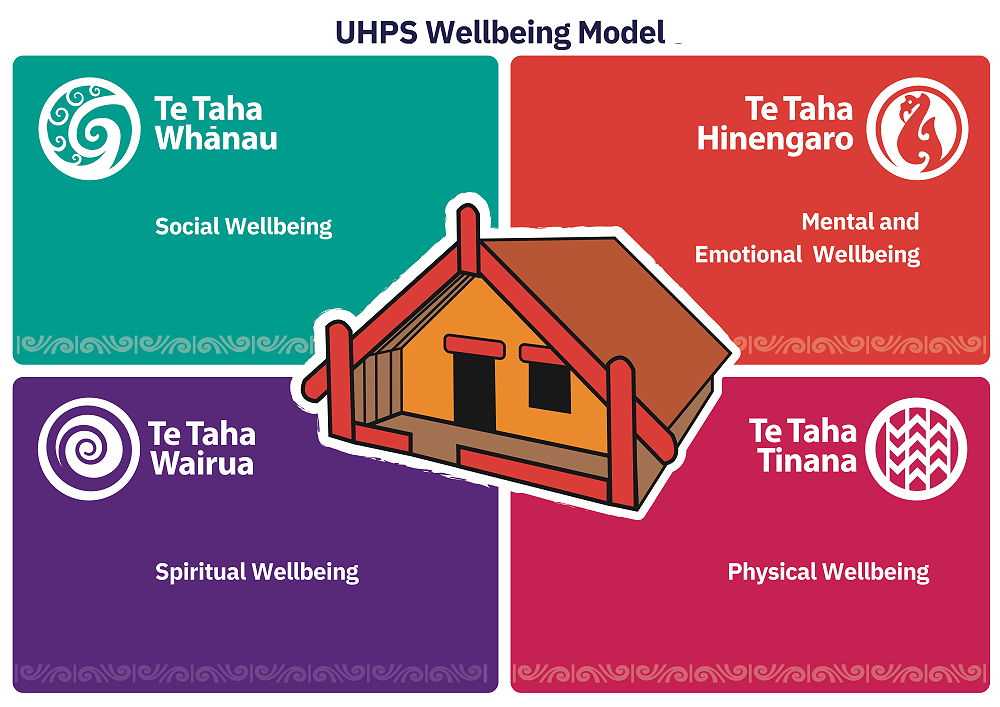 UHPS Wellbeing Model
Te Taha
Whānau
Social Wellbeing
Te Taha
Hinengaro
Mental and
Emotional Wellbeing
Te Taha
Wairua
Spiritual Wellbeing
Te Taha
Tinana
Physical Wellbeing